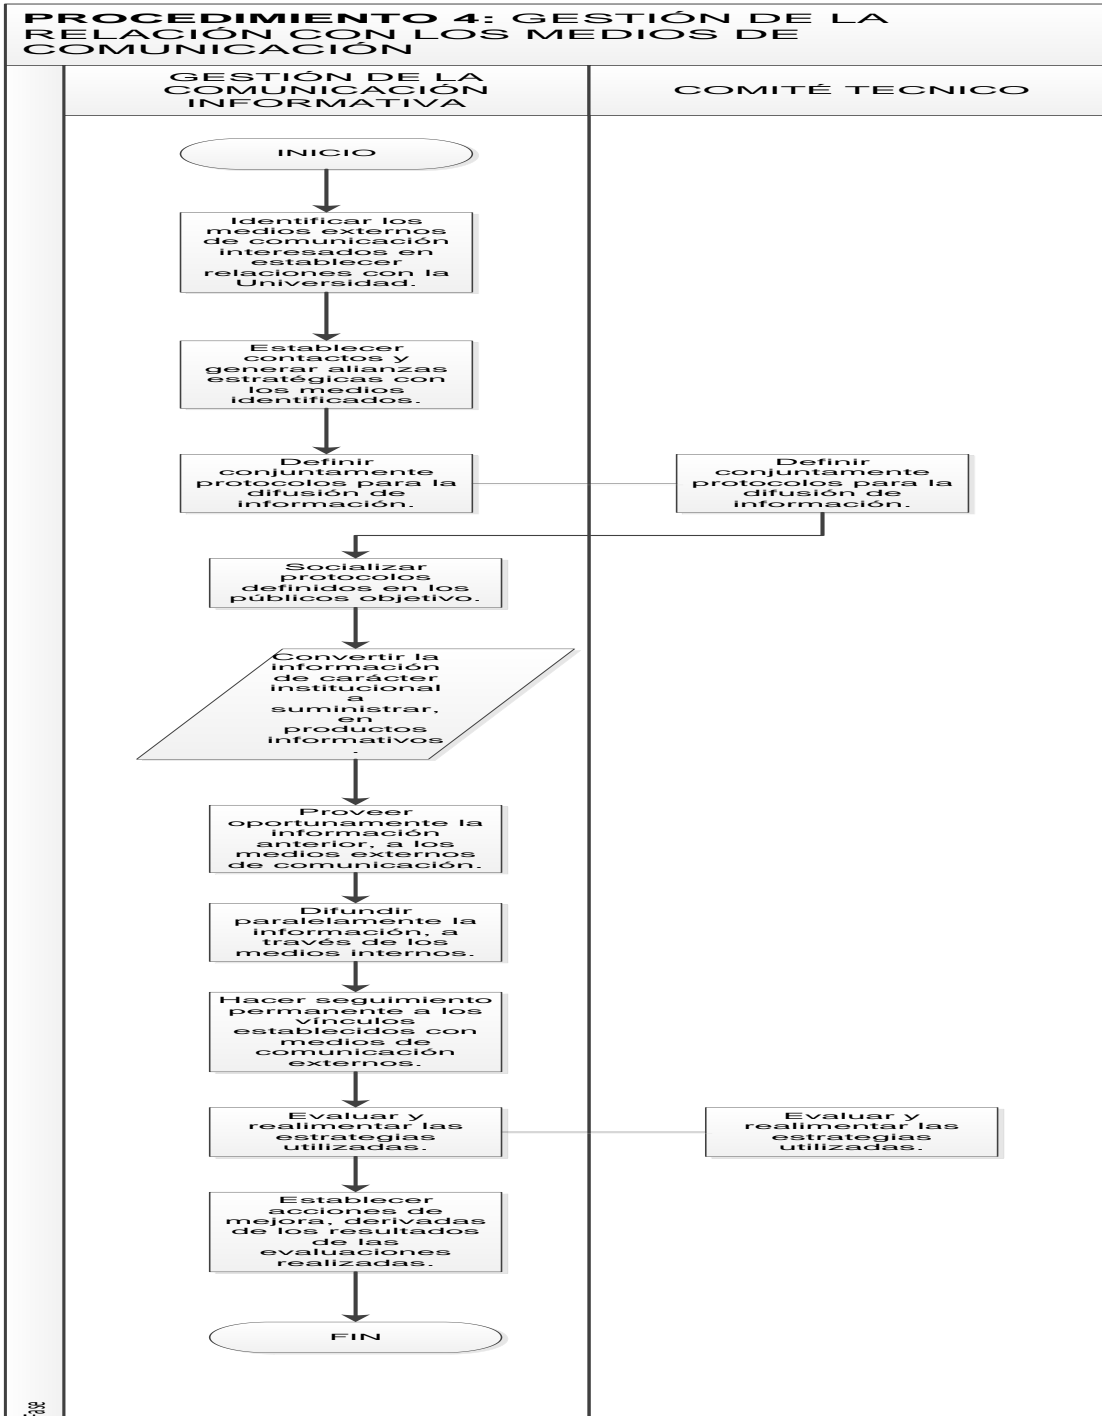 PROCEDIMIENTO 4: GESTIÓN DE LA
RELACIÓN CON LOS MEDIOS DE
COMUNICACIÓN
GESTIÓN DE LA
COMUNICACIÓN
INFORMATIVA
COMITÉ TECNICO
INICIO
Identificar los
medios externos
de comunicación
interesados en
establecer
relaciones con la
Universidad.
Establecer
contactos y
generar alianzas
estratégicas con
los medios
identificados.
Definir
conjuntamente
protocolos para la
difusión de
información.
Definir
conjuntamente
protocolos para la
difusión de
información.
Socializar
protocolos
definidos en los
públicos objetivo.
Convertir la
información
de carácter
institucional
a
suministrar,
en
productos
informativos
.
Proveer
oportunamente la
información
anterior, a los
medios externos
de comunicación.
Difundir
paralelamente la
información, a
través de los
medios internos.
Hacer seguimiento
permanente a los
vínculos
establecidos con
medios de
comunicación
externos.
Evaluar y
realimentar las
estrategias
utilizadas.
Evaluar y
realimentar las
estrategias
utilizadas.
Establecer
acciones de
mejora, derivadas
de los resultados
de las
evaluaciones
realizadas.
FIN
Fase